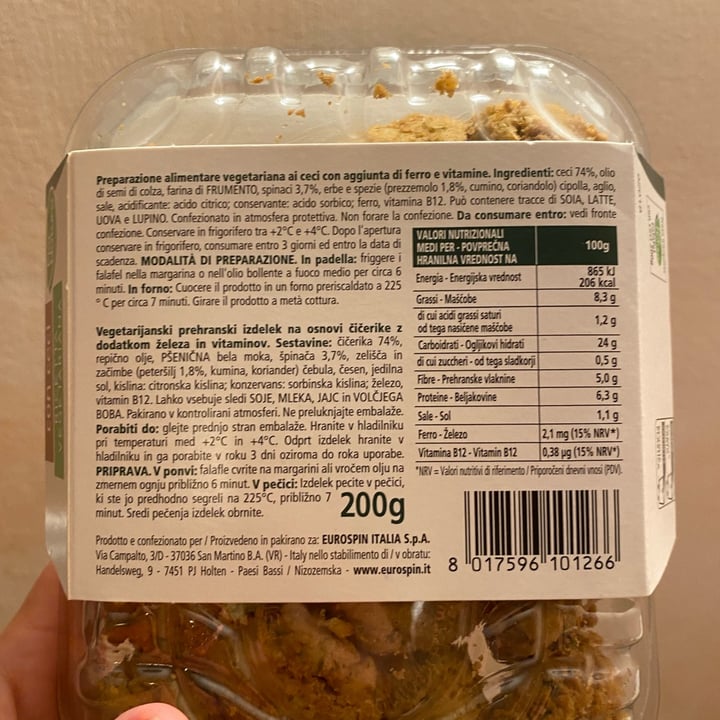 Preparazione alimentare vegetariana ai ceci con aggiunta di ferro e vitamine. Ingredienti: ceci 74%, olio
di semi di colza, farina di FRUMENTO, spinaci 3,7%, erbe e spezie (prezzemolo 1,8%, cumino, coriandolo) cipolla, aglio,
sale, acidificante: acido citrico; conservante: acido sorbico; ferro, vitamina B12. Può contenere tracce di SOIA, LATTE,
UOVA e LUPINO. Confezionato in atmosfera protettiva. Non forare la confezione. Da consumare entro: vedi fronte
confezione. Conservare in frigorifero tra +2°C e +4°C. Dopo l'apertura
conservare in frigorifero, consumare entro 3 giorni ed entro la data di
scadenza. MODALITÀ DI PREPARAZIONE. In padella: friggere i
falafel nella margarina o nell'olio bollente a fuoco medio per circa 6
minuti. In forno: Cuocere il prodotto in un forno preriscaldato a 225
°C per circa 7 minuti. Girare il prodotto a metà cottura.
Vegetarijanski prehranski izdelek na osnovi čičerike z
dodatkom železa in vitaminov. Sestavine: čičerika 74%,
repično olje, PŠENIČNA bela moka, špinača 3,7%, zelišča in
začimbe (peteršilj 1,8%, kumina, koriander) čebula, česen, jedilna
sol, kislina: citronska kislina; konzervans: sorbinska kislina; železo,
vitamin B12. Lahko vsebuje sledi SOJE, MLEKA, JAJC in VOLČJEGA
BOBA. Pakirano v kontrolirani atmosferi. Ne preluknjajte embalaže.
Porabiti do: glejte prednjo stran embalaže. Hranite v hladilniku
pri temperaturi med +2°C in +4°C. Odprt izdelek hranite v
hladilniku in ga porabite v roku 3 dni oziroma do roka uporabe.
PRIPRAVA. V ponvi: falafle cvrite na margarini ali vročem olju na
zmernem ognju približno 6 minut. V pečici: Izdelek pecite v pečici,
ki ste jo predhodno segreli na 225°C, približno 7
minut. Sredi pečenja izdelek obrnite.
200g
VALORI NUTRIZIONALI
MEDI PER - POVPREČNA
HRANILNA VREDNOST NA
100g
Energia - Energijska vrednost 865 kJ
206 kcal
Grassi - Maščobe 8,3 g
di cui acidi grassi saturi
od tega nasičene maščobe 1,2 g
Carboidrati - Ogljikovi hidrati 24 g
di cui zuccheri - od tega sladkorji 0,5 g
Fibre - Prehranske vlaknine 5,0 g
Proteine - Beljakovine 6,3 g
Sale - Sol 1,1 g
Ferro - Železo 2,1 mg (15% NRV*)
Vitamina B12 - Vitamin B12 0,38 µg (15% NRV*)
*NRV = Valori nutritivi di riferimento / Priporočeni dnevni vnosi (PDV).
Prodotto e confezionato per / Proizvedeno in pakirano za: EUROSPIN ITALIA S.p.A.
Via Campalto, 3/D - 37036 San Martino B.A. (VR) - Italy nello stabilimento di / v obratu:
Handelsweg, 9 - 7451 PJ Holten - Paesi Bassi / Nizozemska - www.eurospin.it
8 017596 101266